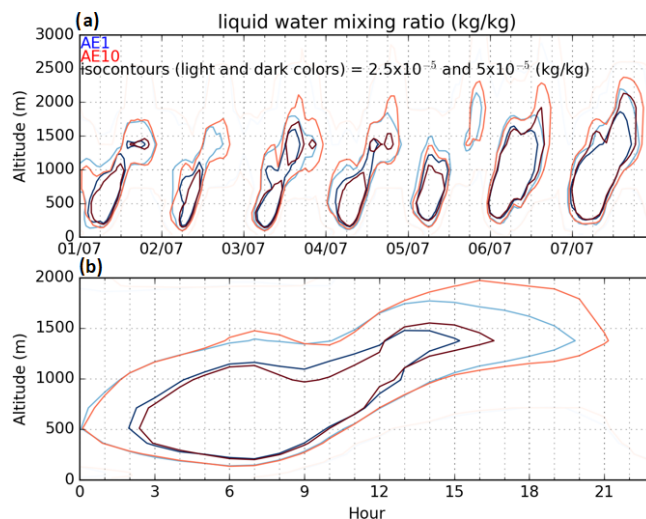 (a) liquid water mixing ratio (kg/kg)
AE1
AE10
isocontours (light and dark colors) = 2.5x10⁻⁵ and 5x10⁻⁵ (kg/kg)
3000
2500
2000
1500
1000
500
0
Altitude (m)
01/07 02/07 03/07 04/07 05/07 06/07 07/07
(b)
2000
1500
1000
500
0
Altitude (m)
0 3 6 9 12 15 18 21
Hour